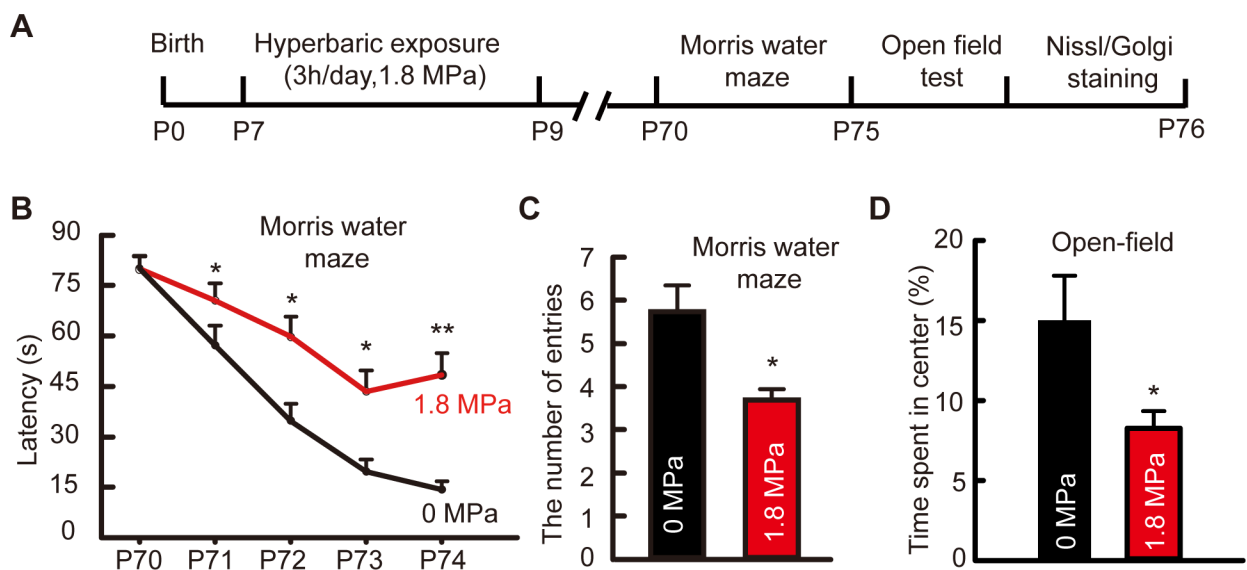 A
Birth
Hyperbaric exposure
(3h/day,1.8 MPa)
Morris water
maze
Open field
test
Nissl/Golgi
staining
P0
P7
P9
P70
P75
P76
B
Morris water
maze
Latency (s)
90
75
60
45
30
15
0
*
*
*
**
1.8 MPa
0 MPa
P70
P71
P72
P73
P74
C
Morris water
maze
The number of entries
7
6
5
4
3
2
1
0
*
0 MPa
1.8 MPa
D
Open-field
Time spent in center (%)
20
15
10
5
0
*
0 MPa
1.8 MPa